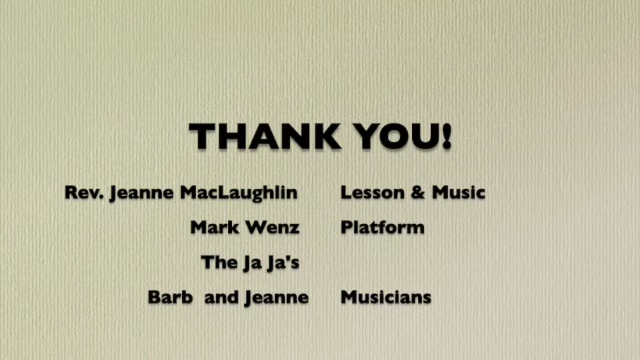 THANK YOU!
Rev. Jeanne MacLaughlin Lesson & Music
Mark Wenz Platform
The Ja Ja's
Barb and Jeanne Musicians